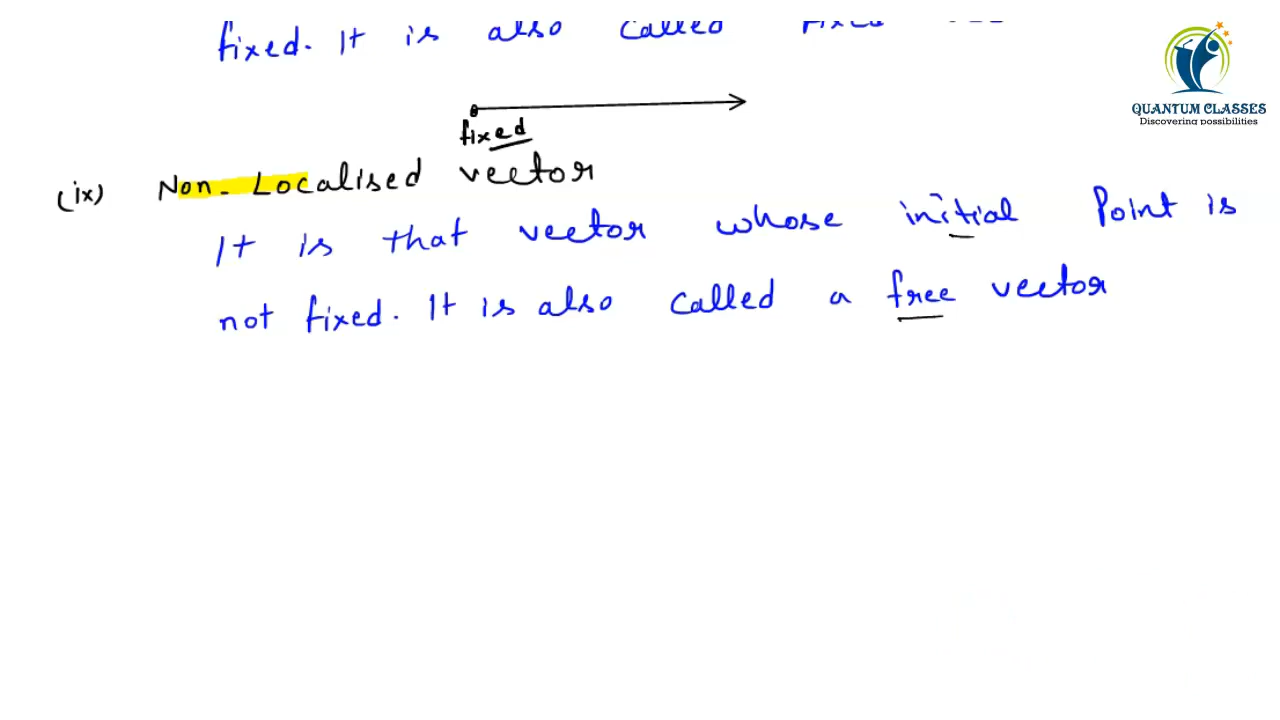 fixed. It is also called fixed
QUANTUM CLASSES
Discovering possibilities
fixed
(ix) Non-Localised vector
It is that vector whose initial Point is
not fixed. It is also called a free vector